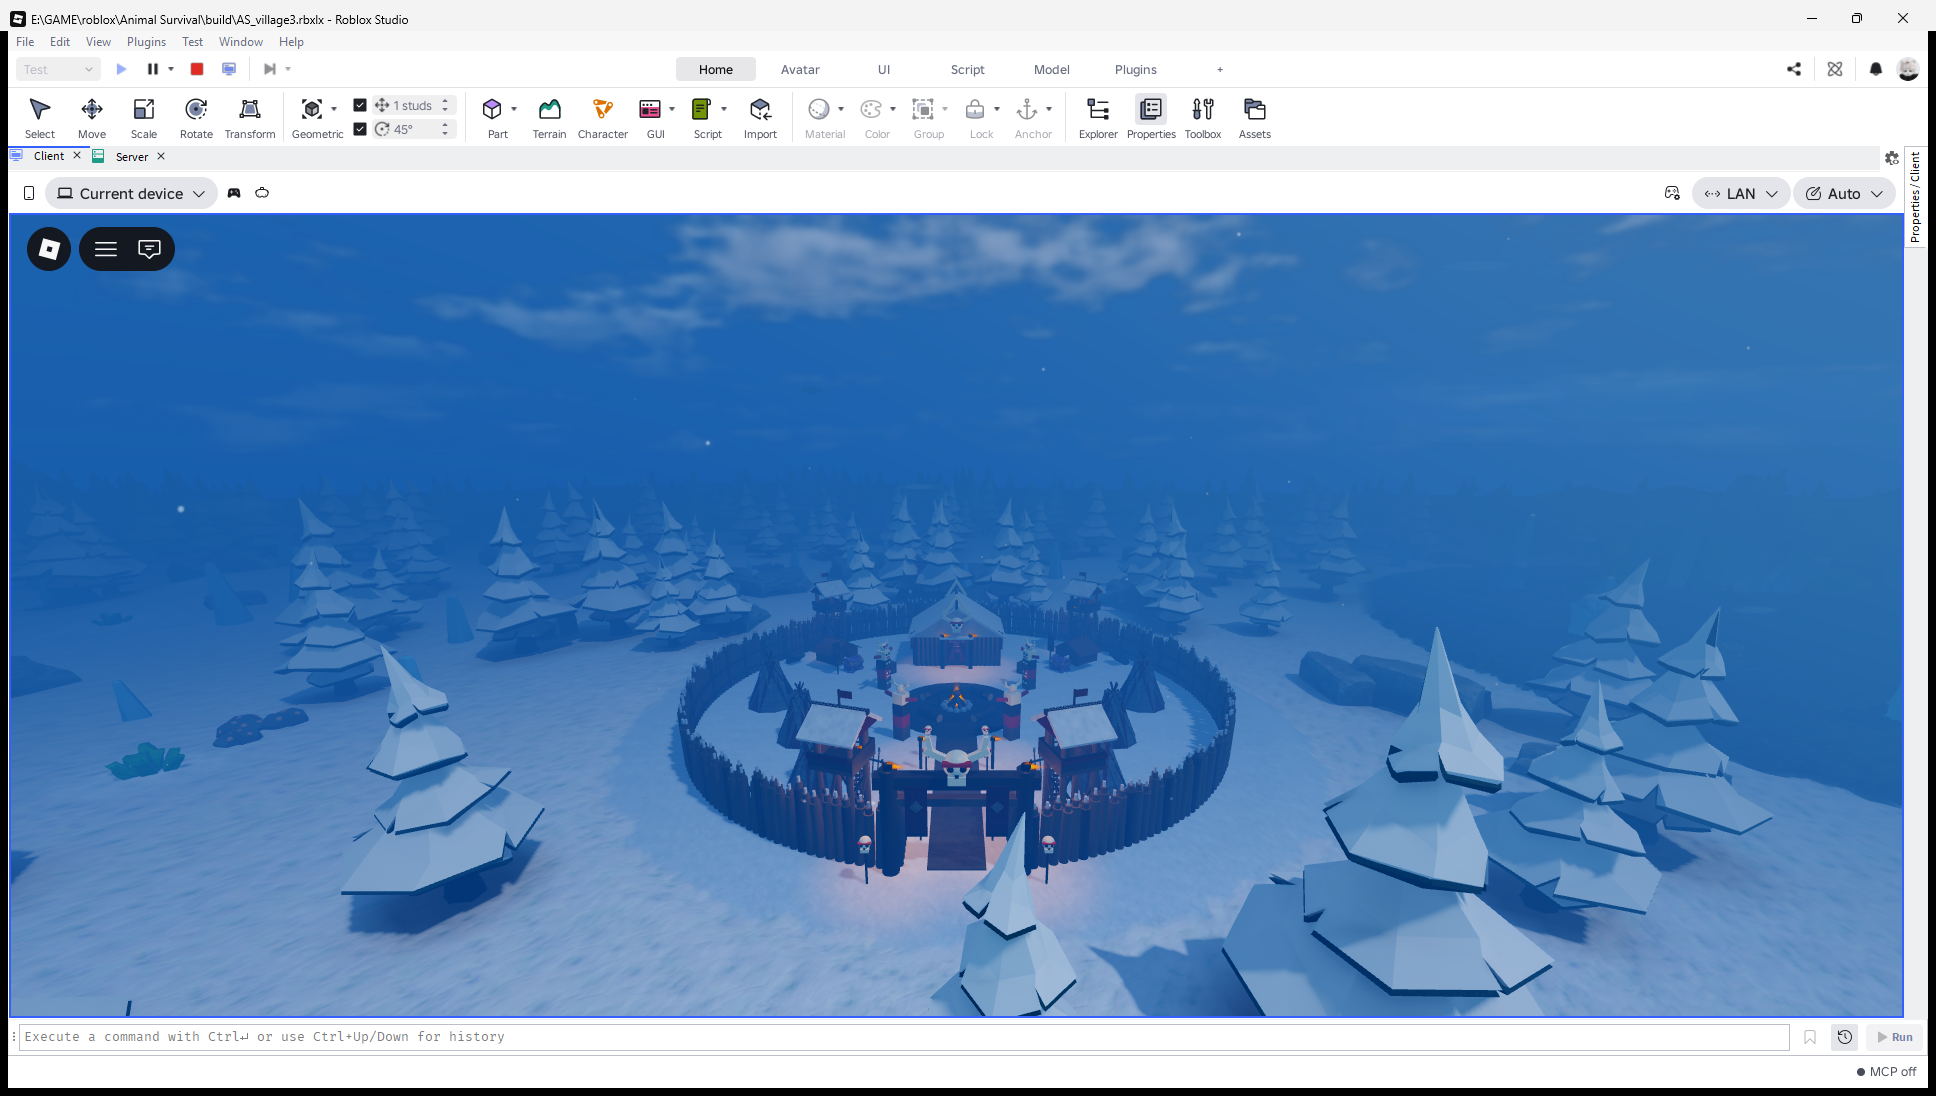 E:\GAME\roblox\Animal Survival\build\AS_village3.rbxlx - Roblox Studio
File Edit View Plugins Test Window Help
Test Home Avatar UI Script Model Plugins +
1 studs
45°
Select Move Scale Rotate Transform Geometric Part Terrain Character GUI Script Import Material Color Group Lock Anchor Explorer Properties Toolbox Assets
Client Server
Properties / Client
Current device LAN Auto
Execute a command with Ctrl↵ or use Ctrl+Up/Down for history
Run
MCP off